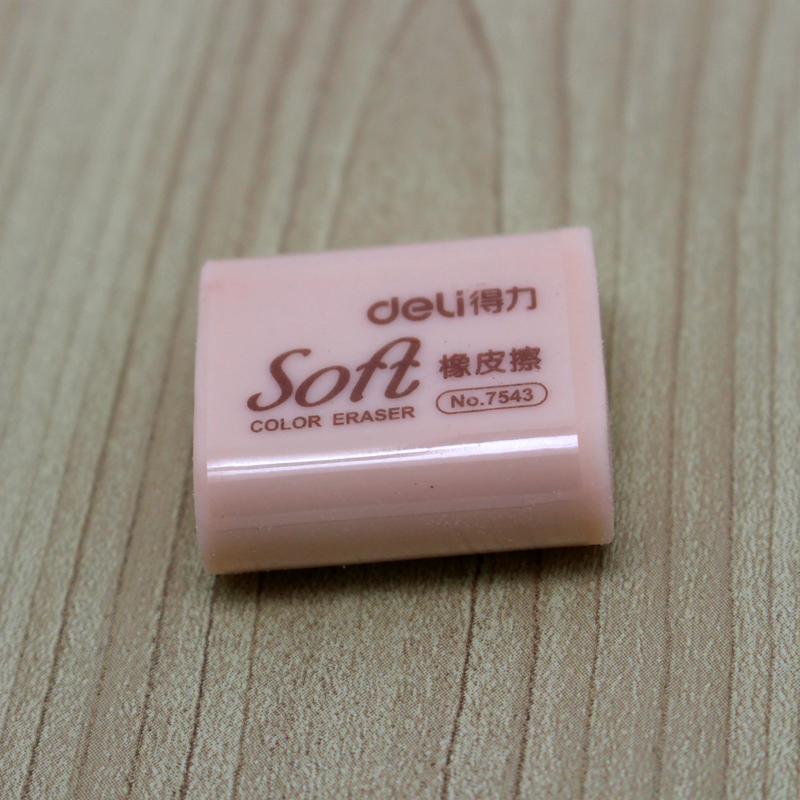 deli得力
Soft 橡皮擦
COLOR ERASER No.7543